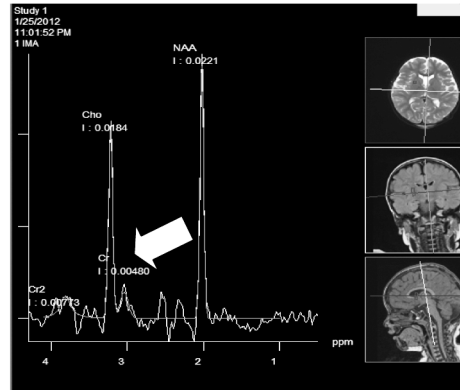 Study 1
1/25/2012
11:01:52 PM
1 IMA
NAA
I : 0.0221
Cho
I : 0.0184
Cr
I : 0.00480
Cr2
I : 0.00713
ppm
4 3 2 1